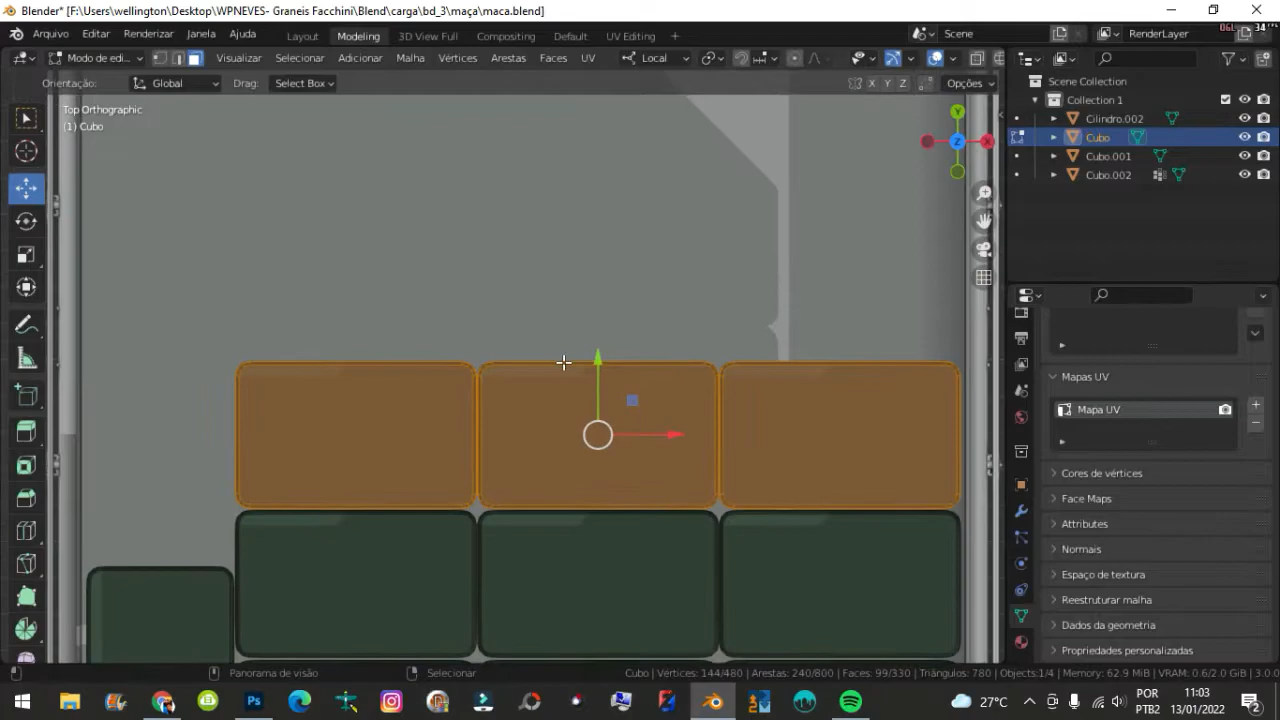 Blender* [F:\Users\wellington\Desktop\WPNEVES- Graneis Facchini\Blend\carga\bd_3\maça\maca.blend]
Arquivo Editar Renderizar Janela Ajuda Layout Modeling 3D View Full Compositing Default UV Editing + Scene RenderLayer
Modo de edi... Visualizar Selecionar Adicionar Malha Vértices Arestas Faces UV Local
Orientação: Global Drag: Select Box X Y Z Opções
Top Orthographic
(1) Cubo
Y
Z
X
Scene Collection
Collection 1
Cilindro.002
Cubo
Cubo.001
Cubo.002
Mapas UV
Mapa UV
Cores de vértices
Face Maps
Attributes
Normais
Espaço de textura
Reestruturar malha
Dados da geometria
Propriedades personalizadas
Panorama de visão Selecionar Cubo | Vértices: 144/480 | Arestas: 240/800 | Faces: 99/330 | Triângulos: 780 | Objects:1/4 | Memory: 62.9 MiB | VRAM: 0.6/2.0 GiB | 3.0.0
27°C POR 11:03
PTB2 13/01/2022 2